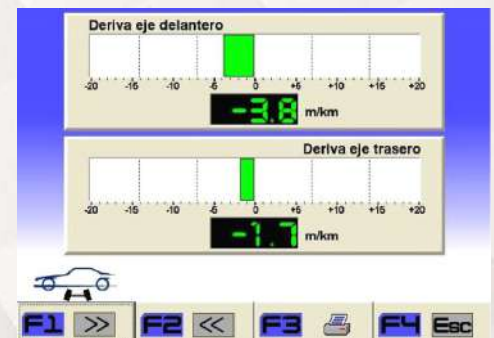 Deriva eje delantero
-20 -15 -10 -5 0 +5 +10 +15 +20
-3.8 m/km
Deriva eje trasero
-20 -15 -10 -5 0 +5 +10 +15 +20
-1.7 m/km
F1 >> F2 << F3 F4 Esc